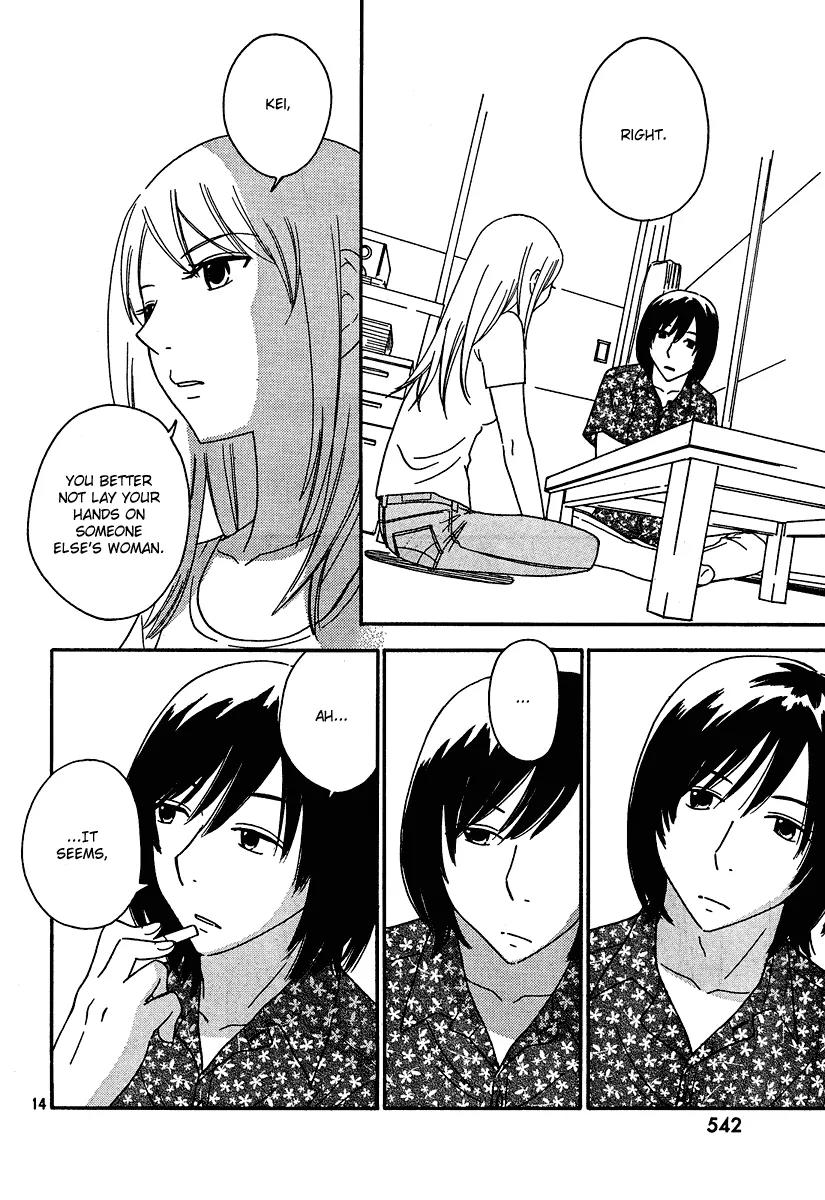 RIGHT.
KEI,
YOU BETTER
NOT LAY YOUR
HANDS ON
SOMEONE
ELSE'S WOMAN.
...
AH...
...IT
SEEMS,
14
542